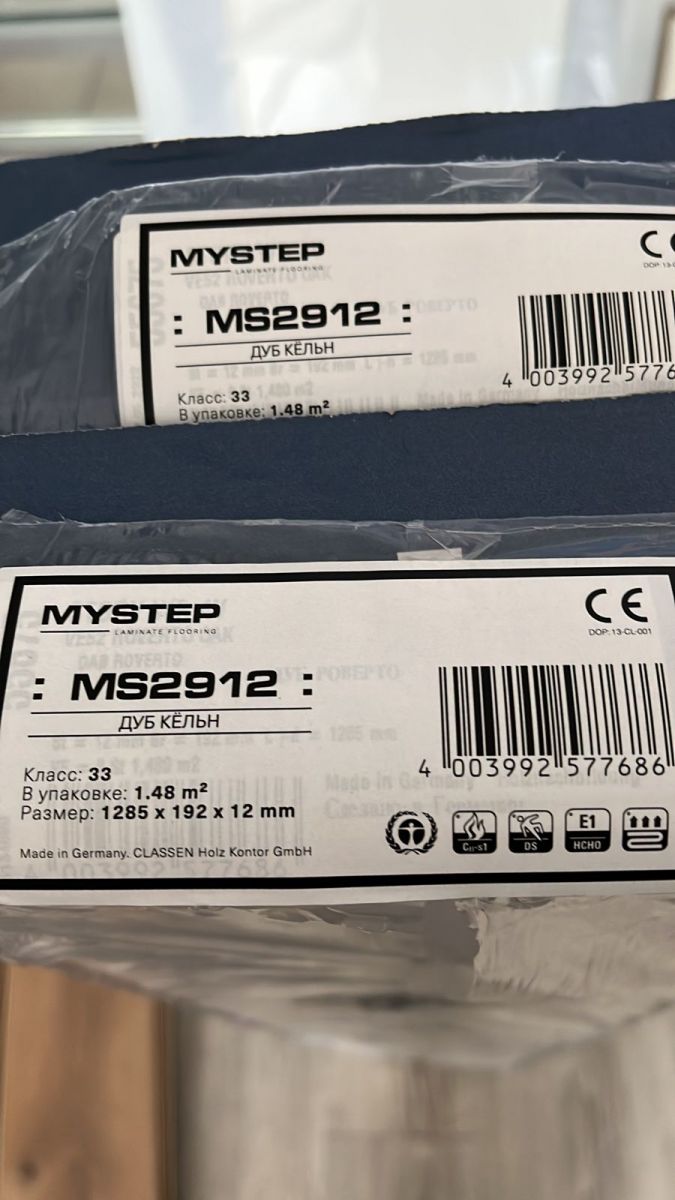 MYSTEP
LAMINATE FLOORING
: MS2912 :
ДУБ КЁЛЬН
Класс: 33
В упаковке: 1.48 m²
CE
4 003992 5776
MYSTEP
LAMINATE FLOORING
: MS2912 :
ДУБ КЁЛЬН
Класс: 33
В упаковке: 1.48 m²
Размер: 1285 x 192 x 12 mm
Made in Germany. CLASSEN Holz Kontor GmbH
CE
DOP: 13-CL-001
4 003992 577686
Cfl-s1
DS
E1
HCHO